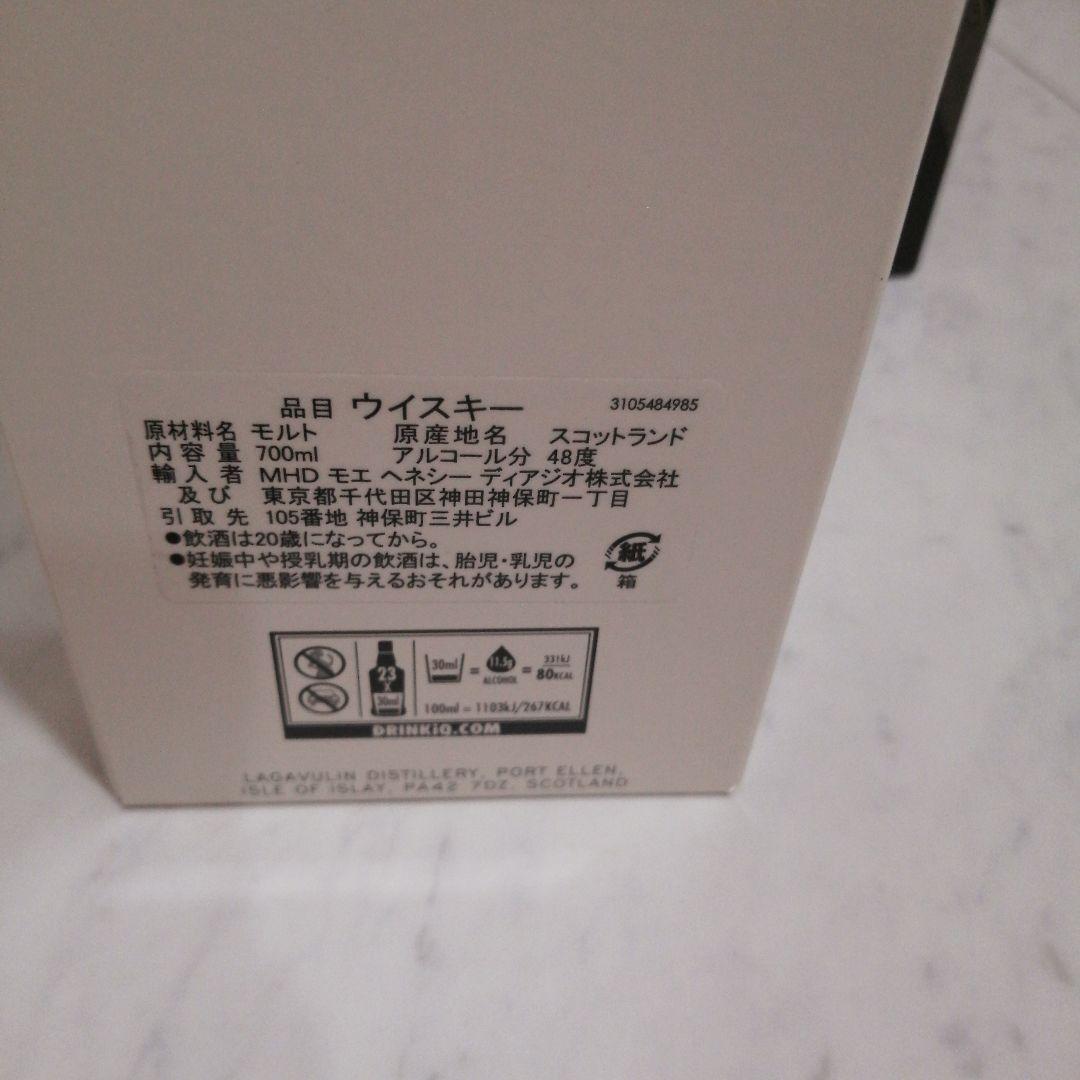 品目 ウイスキー 3105484985
原材料名 モルト 原産地名 スコットランド
内容量 700ml アルコール分 48度
輸入者 MHD モエ ヘネシー ディアジオ株式会社
及び 東京都千代田区神田神保町一丁目
引取先 105番地 神保町三井ビル
●飲酒は20歳になってから。
●妊娠中や授乳期の飲酒は、胎児・乳児の
発育に悪影響を与えるおそれがあります。
紙
箱
23 X 30ml
30ml = 11.5g ALCOHOL = 331kJ 80KCAL
100ml = 1103kJ/267KCAL
DRINKiQ.COM
LAGAVULIN DISTILLERY, PORT ELLEN,
ISLE OF ISLAY, PA42 7DZ, SCOTLAND